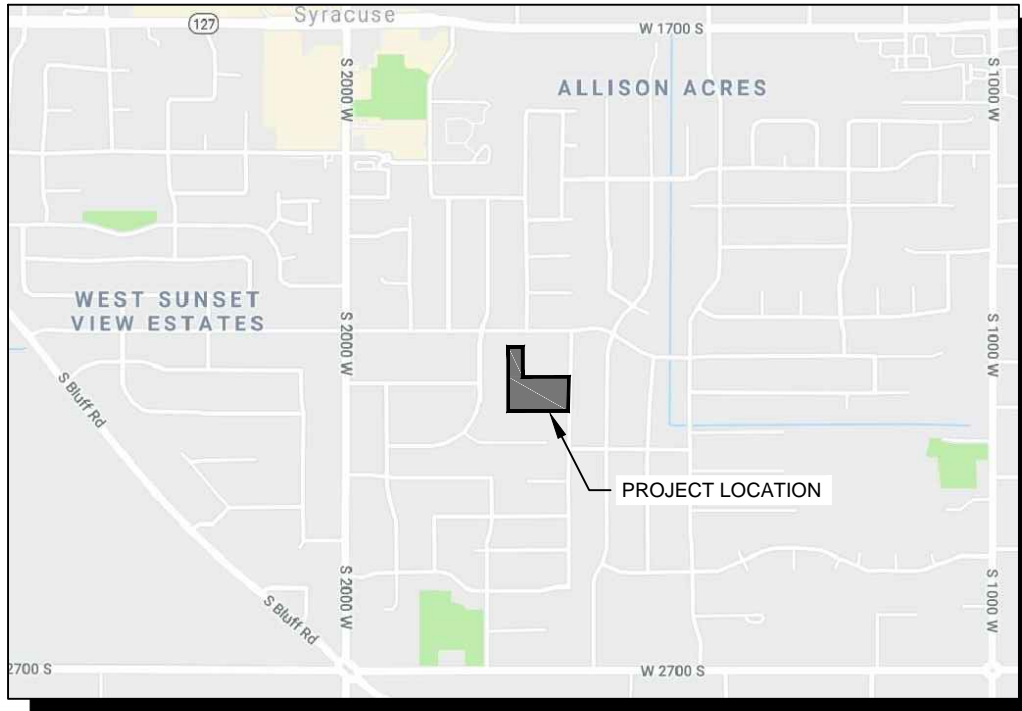 Syracuse
127
W 1700 S
S 2000 W
S 1000 W
ALLISON ACRES
WEST SUNSET
VIEW ESTATES
S 2000 W
S 1000 W
S Bluff Rd
PROJECT LOCATION
S 2000 W
S 1000 W
S Bluff Rd
2700 S
W 2700 S